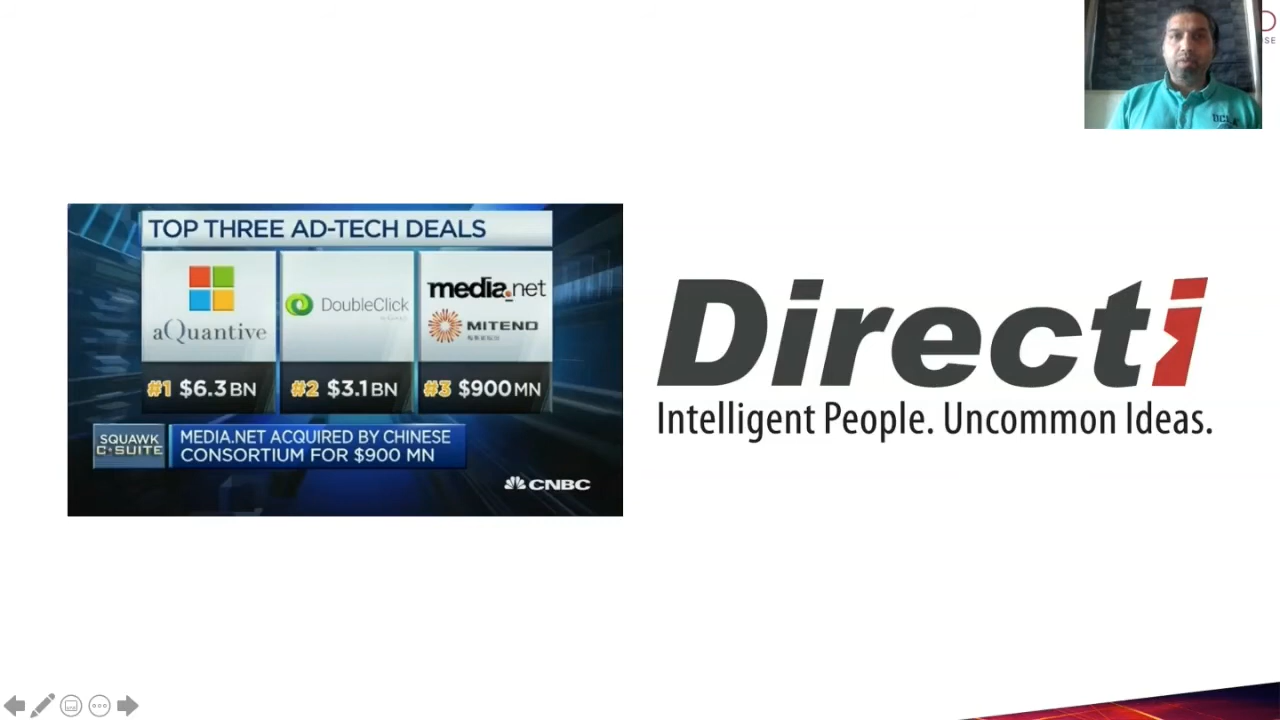 TOP THREE AD-TECH DEALS
aQuantive
DoubleClick
media.net
MITENO
#1 $6.3BN
#2 $3.1BN
#3 $900MN
SQUAWK
C•SUITE
MEDIA.NET ACQUIRED BY CHINESE
CONSORTIUM FOR $900 MN
CNBC
Directi
Intelligent People. Uncommon Ideas.